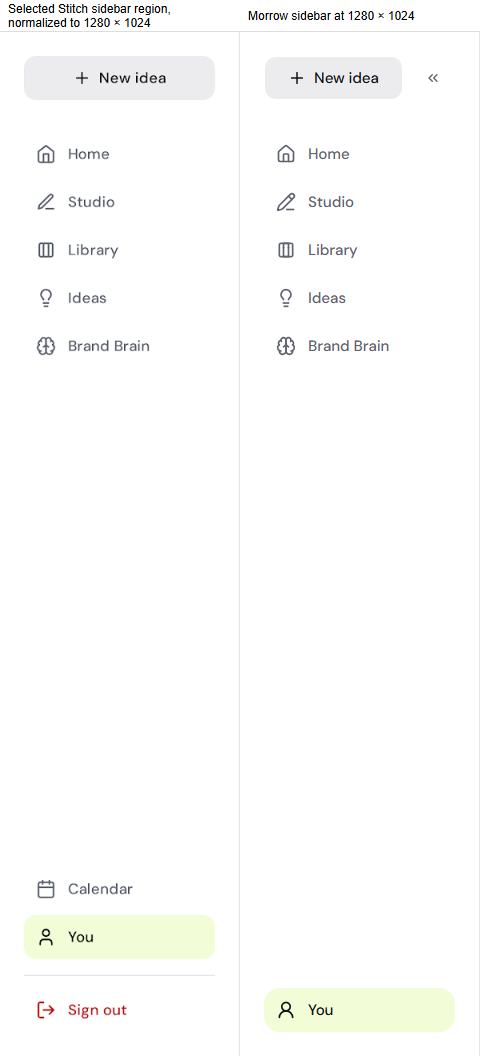 Selected Stitch sidebar region,
normalized to 1280 × 1024
New idea
Home
Studio
Library
Ideas
Brand Brain
Calendar
You
Sign out
Morrow sidebar at 1280 × 1024
New idea
Home
Studio
Library
Ideas
Brand Brain
You